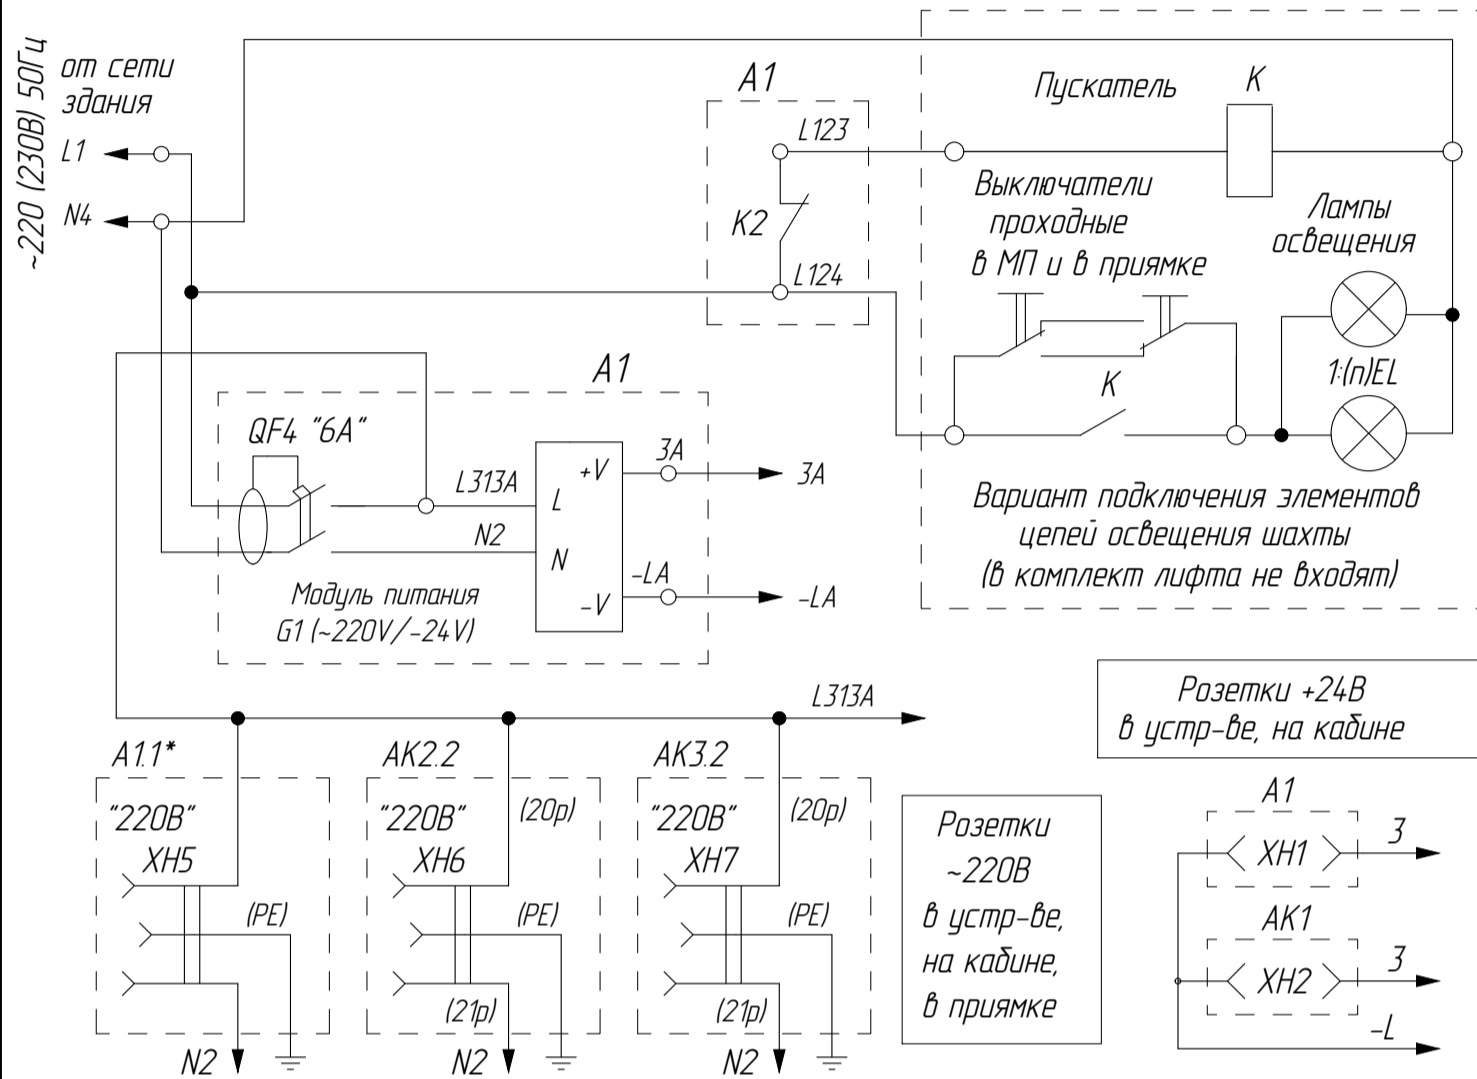 ~220 (230В) 50Гц
от сети
здания
L1
N4
A1
L123
K2
L124
Пускатель
K
Выключатели
проходные
в МП и в приямке
Лампы
освещения
1:(n)EL
K
Вариант подключения элементов
цепей освещения шахты
(в комплект лифта не входят)
A1
QF4 "6А"
L313A
N2
L
N
+V
-V
3А
3А
-LA
-LA
Модуль питания
G1 (~220V/-24V)
L313A
A1.1*
"220В"
XH5
(PE)
N2
AK2.2
"220В"
(20р)
XH6
(PE)
(21р)
N2
AK3.2
"220В"
(20р)
XH7
(PE)
(21р)
N2
Розетки
~220В
в устр-ве,
на кабине,
в приямке
Розетки +24В
в устр-ве, на кабине
A1
XH1
3
AK1
XH2
3
-L